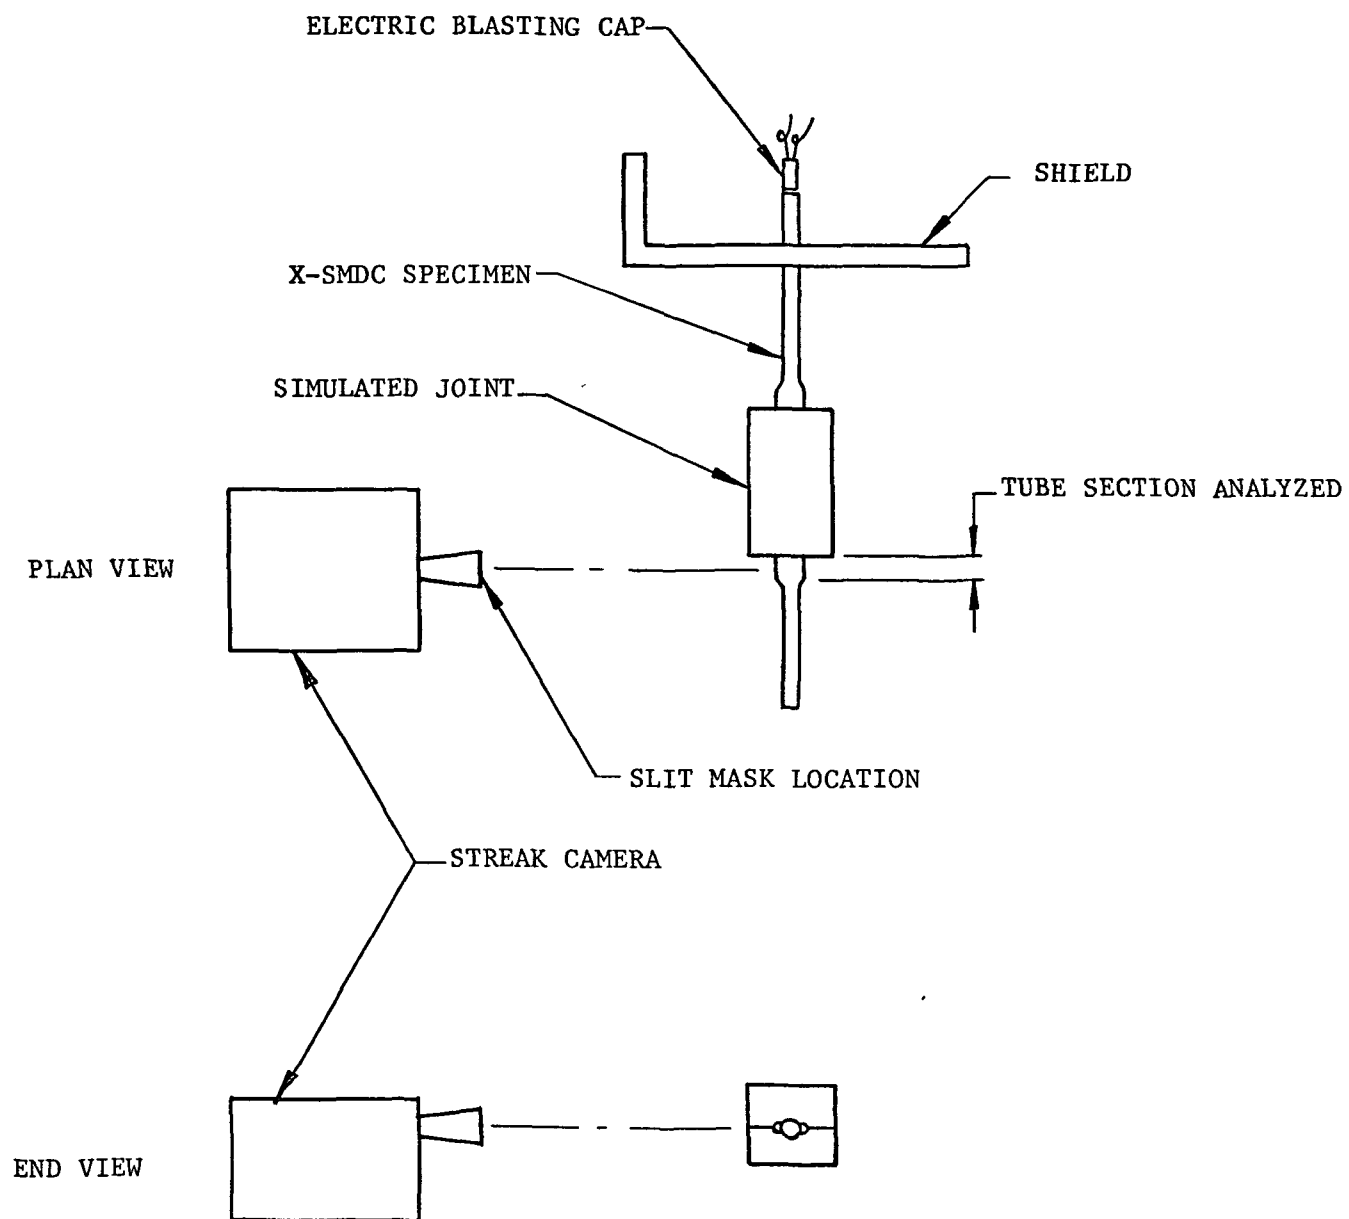 ELECTRIC BLASTING CAP
SHIELD
X-SMDC SPECIMEN
SIMULATED JOINT
TUBE SECTION ANALYZED
PLAN VIEW
SLIT MASK LOCATION
STREAK CAMERA
END VIEW